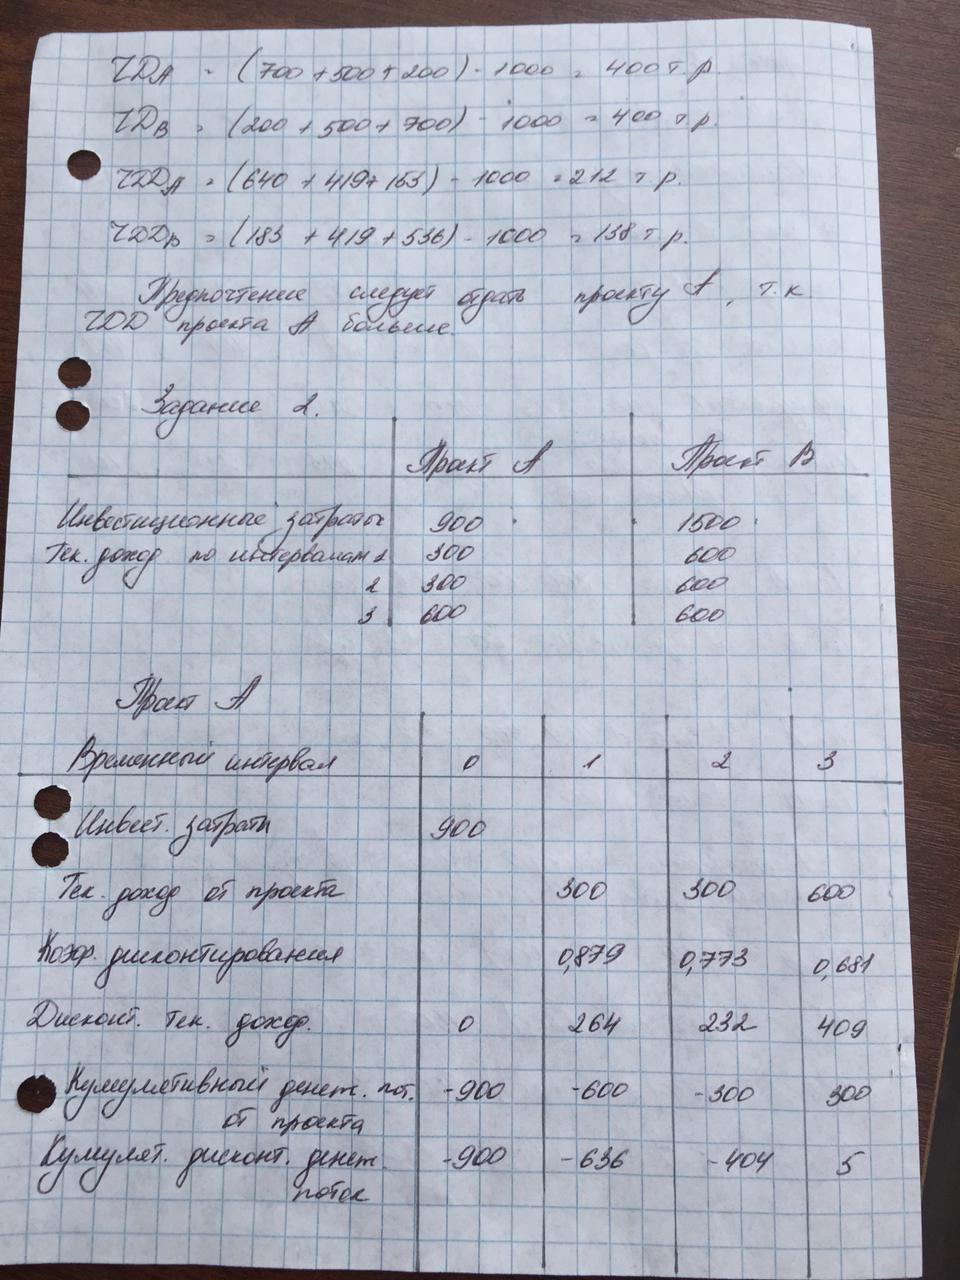 ЧДА = (700 + 500 + 200) - 1000 = 400 т.р.
ЧДВ = (200 + 500 + 700) - 1000 = 400 т.р.
ЧДДА = (640 + 419 + 153) - 1000 = 212 т.р.
ЧДДВ = (183 + 419 + 536) - 1000 = 138 т.р.
Предпочтение следует отдать проекту А, т.к
ЧДД проекта А больше.
Задание 2.
Проект А Проект В
Инвестиционные затраты 900 1500
Тек. доход по интервалам 1 300 600
2 300 600
3 600 600
Проект А
Временный интервал 0 1 2 3
Инвест. затраты 900
Тек. доход от проекта 300 300 600
Коэф. дисконтирования 0,879 0,773 0,681
Дисконт. тек. доход. 0 264 232 409
Кумулятивный денеж. пот. -900 -600 -300 300
от проекта
Кумулят. дисконт. денеж. -900 -636 -404 5
поток